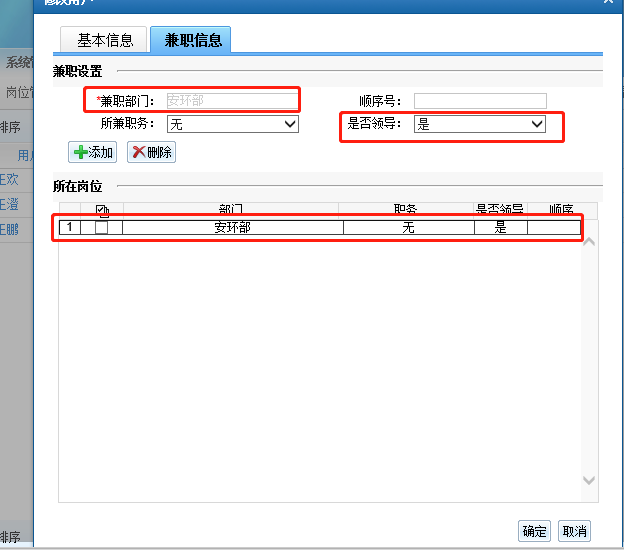 修改用户
基本信息 兼职信息
系统管
兼职设置
岗位管
*兼职部门： 安环部 顺序号：
所兼职务： 无 是否领导： 是
排序
添加 删除
用户
王欢
所在岗位
王澄
部门 职务 是否领导 顺序
1 安环部 无 是
王鹏
确定 取消
排序